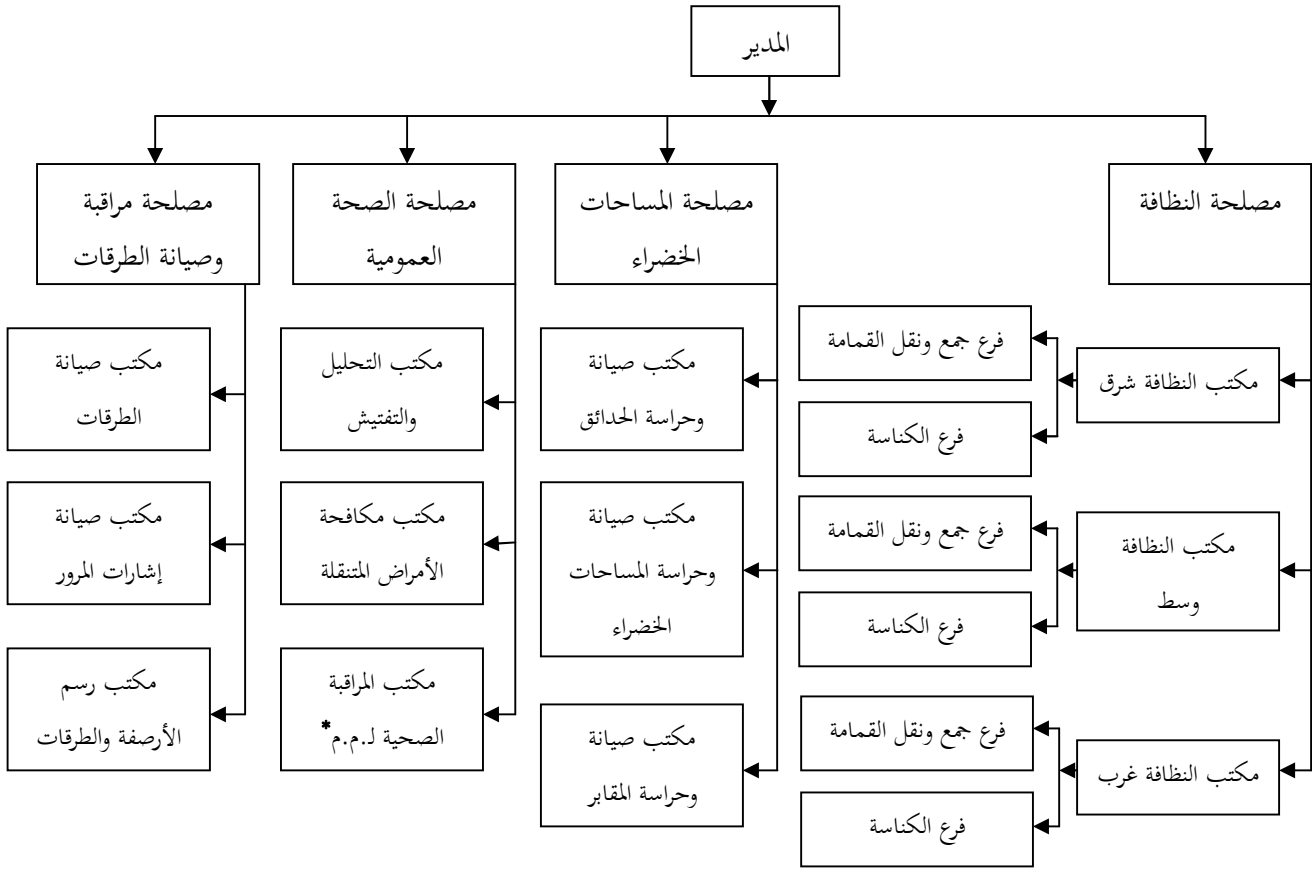 المدير
مصلحة النظافة
مصلحة المساحات
الخضراء
مصلحة الصحة
العمومية
مصلحة مراقبة
وصيانة الطرقات
مكتب النظافة شرق
فرع جمع ونقل القمامة
فرع الكناسة
مكتب النظافة
وسط
فرع جمع ونقل القمامة
فرع الكناسة
مكتب النظافة غرب
فرع جمع ونقل القمامة
فرع الكناسة
مكتب صيانة
وحراسة الحدائق
مكتب صيانة
وحراسة المساحات
الخضراء
مكتب صيانة
وحراسة المقابر
مكتب التحليل
والتفتيش
مكتب مكافحة
الأمراض المتنقلة
مكتب المراقبة
الصحية لـ.م.م*
مكتب صيانة
الطرقات
مكتب صيانة
إشارات المرور
مكتب رسم
الأرصفة والطرقات